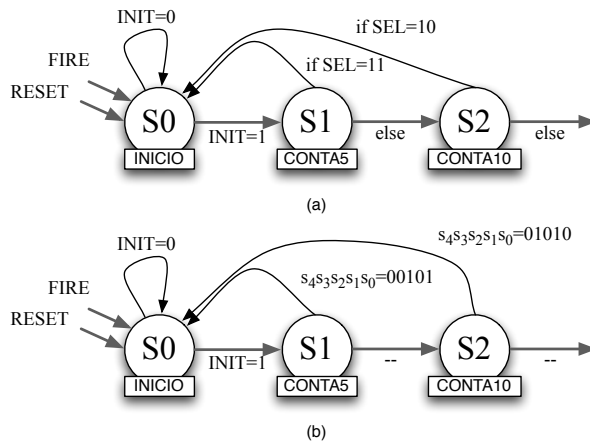 INIT=0
if SEL=10
FIRE
if SEL=11
RESET
S0
S1
S2
INIT=1
else
else
INICIO
CONTA5
CONTA10
(a)
s₄s₃s₂s₁s₀=01010
INIT=0
s₄s₃s₂s₁s₀=00101
FIRE
RESET
S0
S1
S2
INIT=1
--
--
INICIO
CONTA5
CONTA10
(b)